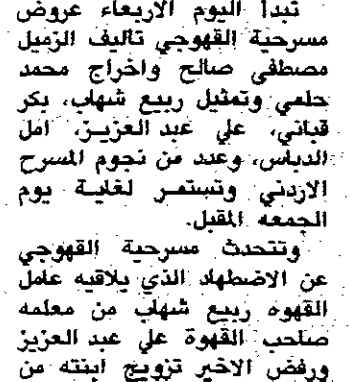 تبدأ اليوم الاربعاء عروض
مسرحية القهوجي تاليف الزميل
مصطفى صالح واخراج محمد
حلمي وتمثيل ربيع شهاب، بكر
قباني، علي عبد العزيز، امل
الدباس، وعدد من نجوم المسرح
الاردني وتستمر لغاية يوم
الجمعه المقبل.
وتتحدث مسرحية القهوجي
عن الاضطهاد الذي يلاقيه عامل
القهوه ربيع شهاب من معلمه
صاحب القهوة علي عبد العزيز
ورفض الاخير تزويج ابنته من